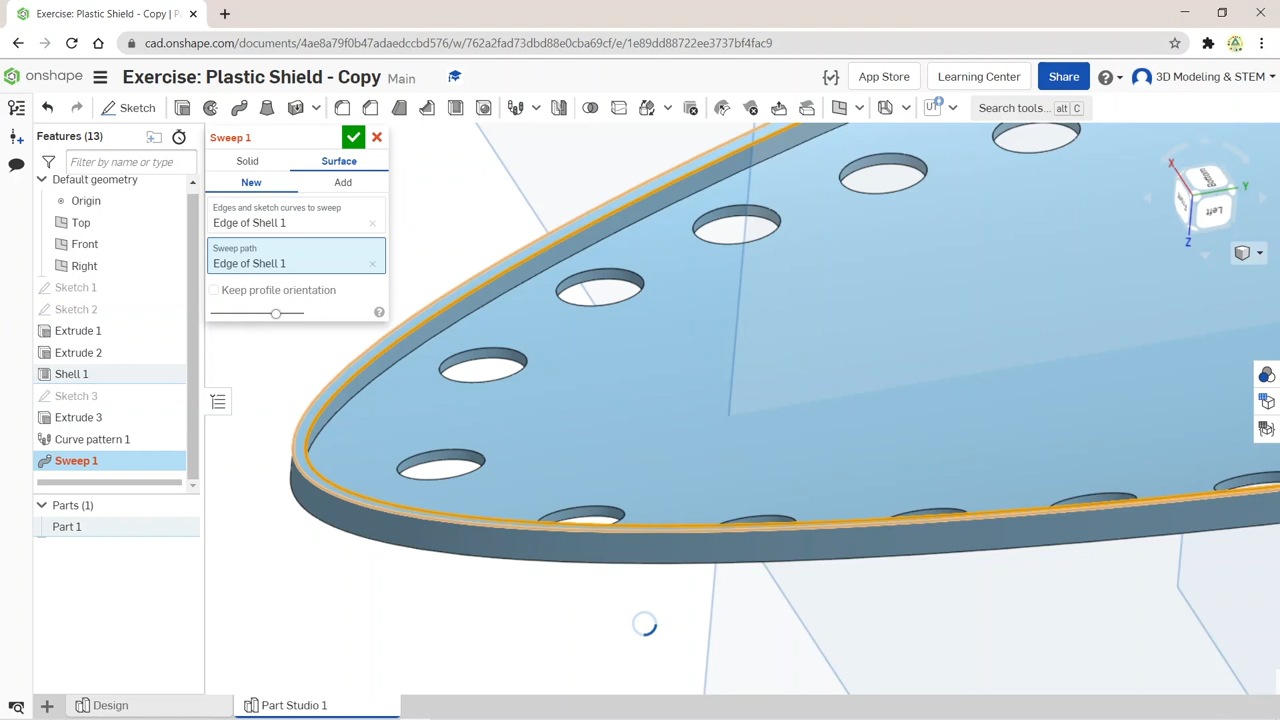 Exercise: Plastic Shield - Copy | P
cad.onshape.com/documents/4ae8a79f0b47adaedccbd576/w/762a2fad73dbd88e0cba69cf/e/1e89dd88722ee3737bf4fac9
onshape
Exercise: Plastic Shield - Copy Main
App Store
Learning Center
Share
3D Modeling & STEM
Sketch
Search tools... alt C
Features (13)
Filter by name or type
Default geometry
Origin
Top
Front
Right
Sketch 1
Sketch 2
Extrude 1
Extrude 2
Shell 1
Sketch 3
Extrude 3
Curve pattern 1
Sweep 1
Parts (1)
Part 1
Sweep 1
Solid
Surface
New
Add
Edges and sketch curves to sweep
Edge of Shell 1
Sweep path
Edge of Shell 1
Keep profile orientation
X
Y
Z
Bottom
Left
Design
Part Studio 1